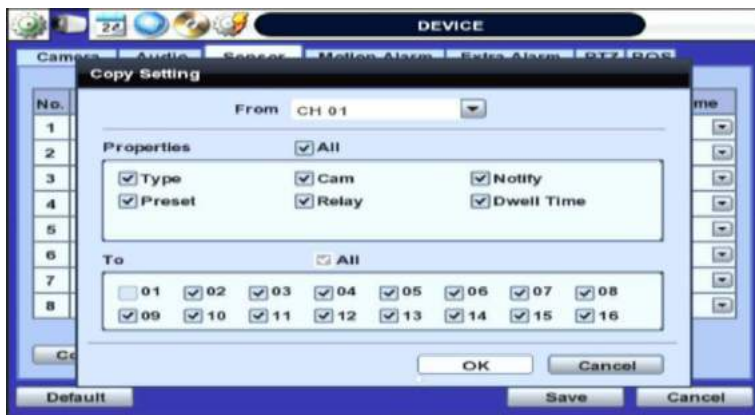 24 DEVICE
Camera Audio Sensor Motion Alarm Extra Alarm PTZ POS
Copy Setting
No. From CH 01 me
1
Properties All
2
3 Type Cam Notify
4 Preset Relay Dwell Time
5
6 To All
7 01 02 03 04 05 06 07 08
8 09 10 11 12 13 14 15 16
OK Cancel
Default Save Cancel